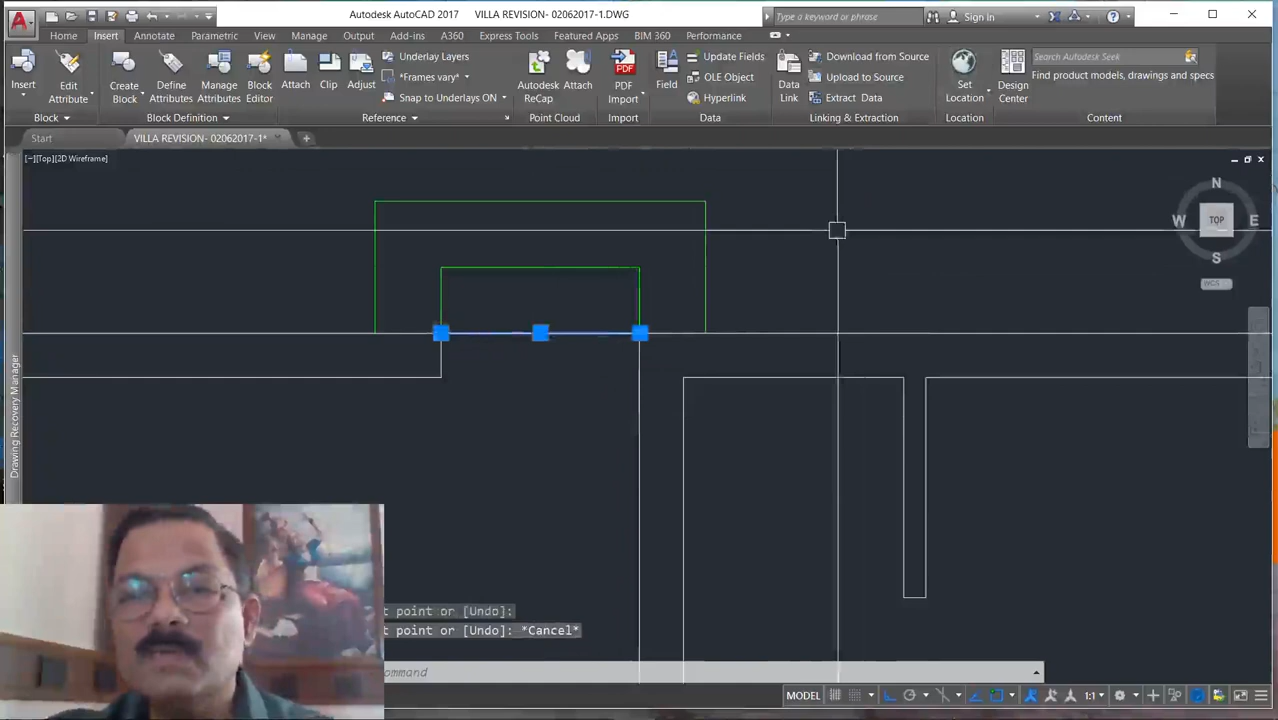 Autodesk AutoCAD 2017 VILLA REVISION- 02062017-1.DWG
Type a keyword or phrase
Sign In
Home Insert Annotate Parametric View Manage Output Add-ins A360 Express Tools Featured Apps BIM 360 Performance
Insert
Edit Attribute
Create Block
Define Attributes
Manage Attributes
Block Editor
Attach
Clip
Adjust
Underlay Layers
*Frames vary*
Snap to Underlays ON
Autodesk ReCap
Attach
PDF Import
Field
Update Fields
OLE Object
Hyperlink
Data Link
Download from Source
Upload to Source
Extract Data
Set Location
Design Center
Search Autodesk Seek
Find product models, drawings and specs
Block
Block Definition
Reference
Point Cloud
Import
Data
Linking & Extraction
Location
Content
Start
VILLA REVISION- 02062017-1*
[−][Top][2D Wireframe]
N
W TOP E
S
WCS
Drawing Recovery Manager
t point or [Undo]:
t point or [Undo]: *Cancel*
ommand
MODEL
1:1